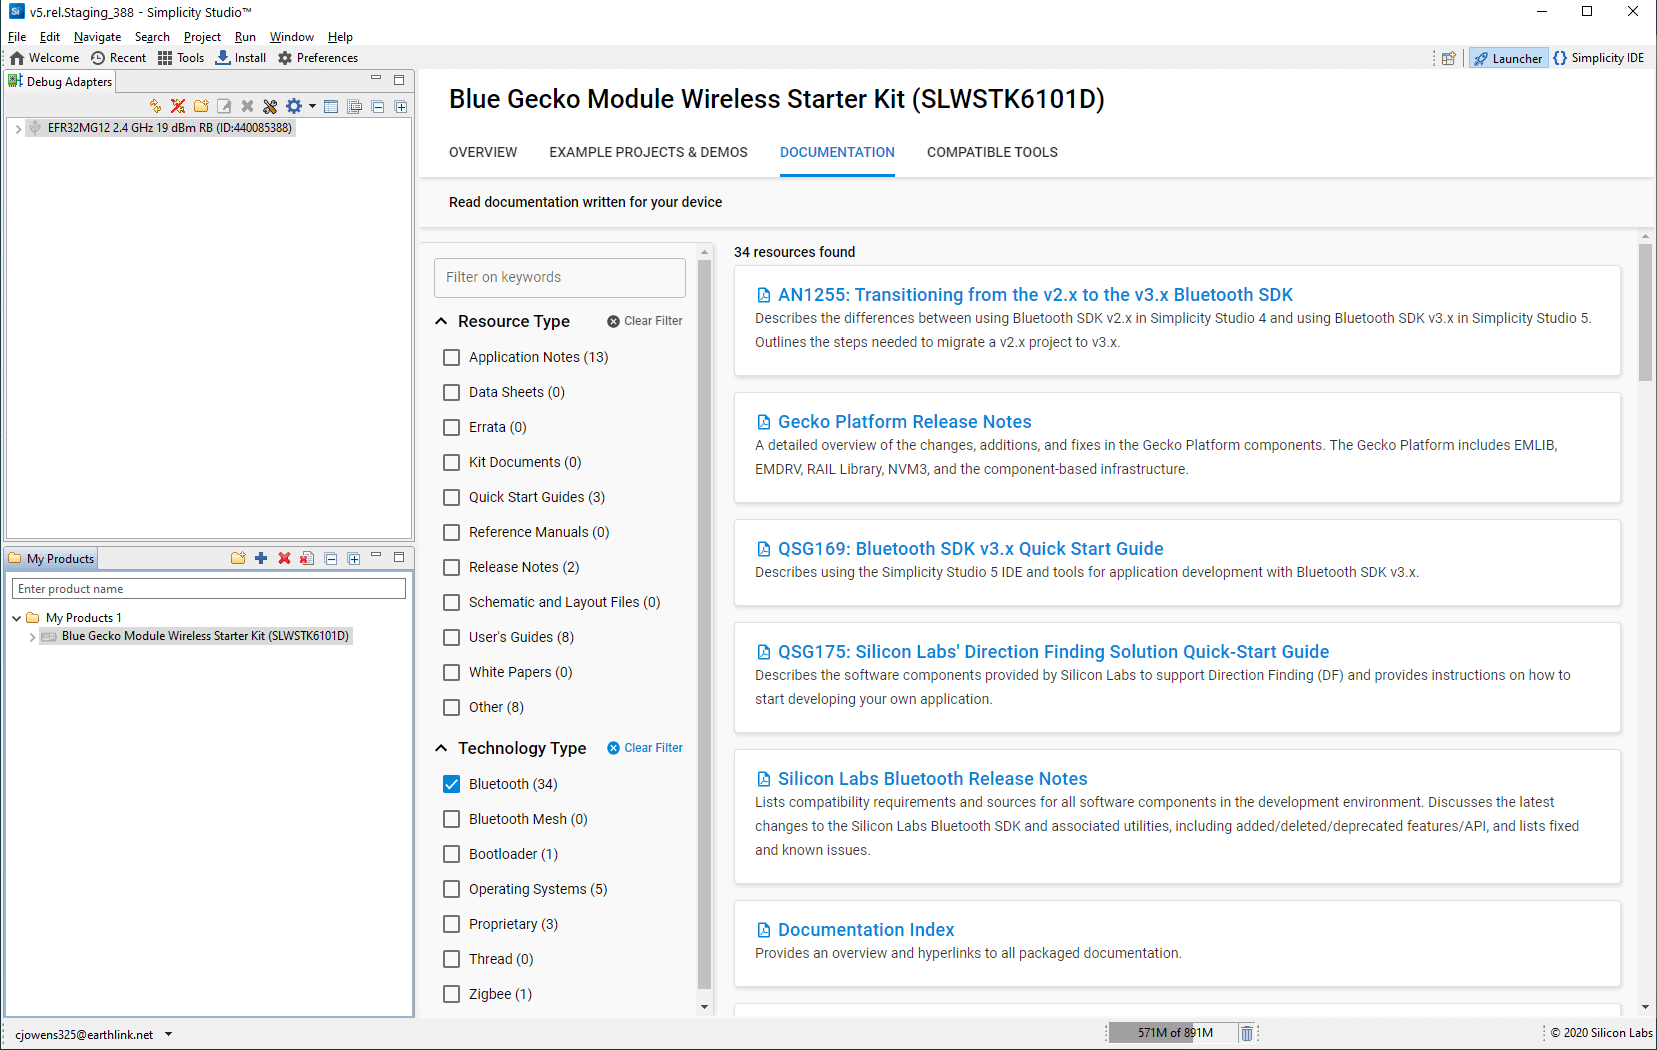 v5.rel.Staging_388 - Simplicity Studio™
File Edit Navigate Search Project Run Window Help
Welcome Recent Tools Install Preferences
Launcher Simplicity IDE
Debug Adapters
EFR32MG12 2.4 GHz 19 dBm RB (ID:440085388)
My Products
Enter product name
My Products 1
Blue Gecko Module Wireless Starter Kit (SLWSTK6101D)
Blue Gecko Module Wireless Starter Kit (SLWSTK6101D)
OVERVIEW EXAMPLE PROJECTS & DEMOS DOCUMENTATION COMPATIBLE TOOLS
Read documentation written for your device
Filter on keywords
Resource Type Clear Filter
Application Notes (13)
Data Sheets (0)
Errata (0)
Kit Documents (0)
Quick Start Guides (3)
Reference Manuals (0)
Release Notes (2)
Schematic and Layout Files (0)
User's Guides (8)
White Papers (0)
Other (8)
Technology Type Clear Filter
Bluetooth (34)
Bluetooth Mesh (0)
Bootloader (1)
Operating Systems (5)
Proprietary (3)
Thread (0)
Zigbee (1)
34 resources found
AN1255: Transitioning from the v2.x to the v3.x Bluetooth SDK
Describes the differences between using Bluetooth SDK v2.x in Simplicity Studio 4 and using Bluetooth SDK v3.x in Simplicity Studio 5.
Outlines the steps needed to migrate a v2.x project to v3.x.
Gecko Platform Release Notes
A detailed overview of the changes, additions, and fixes in the Gecko Platform components. The Gecko Platform includes EMLIB,
EMDRV, RAIL Library, NVM3, and the component-based infrastructure.
QSG169: Bluetooth SDK v3.x Quick Start Guide
Describes using the Simplicity Studio 5 IDE and tools for application development with Bluetooth SDK v3.x.
QSG175: Silicon Labs' Direction Finding Solution Quick-Start Guide
Describes the software components provided by Silicon Labs to support Direction Finding (DF) and provides instructions on how to
start developing your own application.
Silicon Labs Bluetooth Release Notes
Lists compatibility requirements and sources for all software components in the development environment. Discusses the latest
changes to the Silicon Labs Bluetooth SDK and associated utilities, including added/deleted/deprecated features/API, and lists fixed
and known issues.
Documentation Index
Provides an overview and hyperlinks to all packaged documentation.
cjowens325@earthlink.net
571M of 891M
© 2020 Silicon Labs